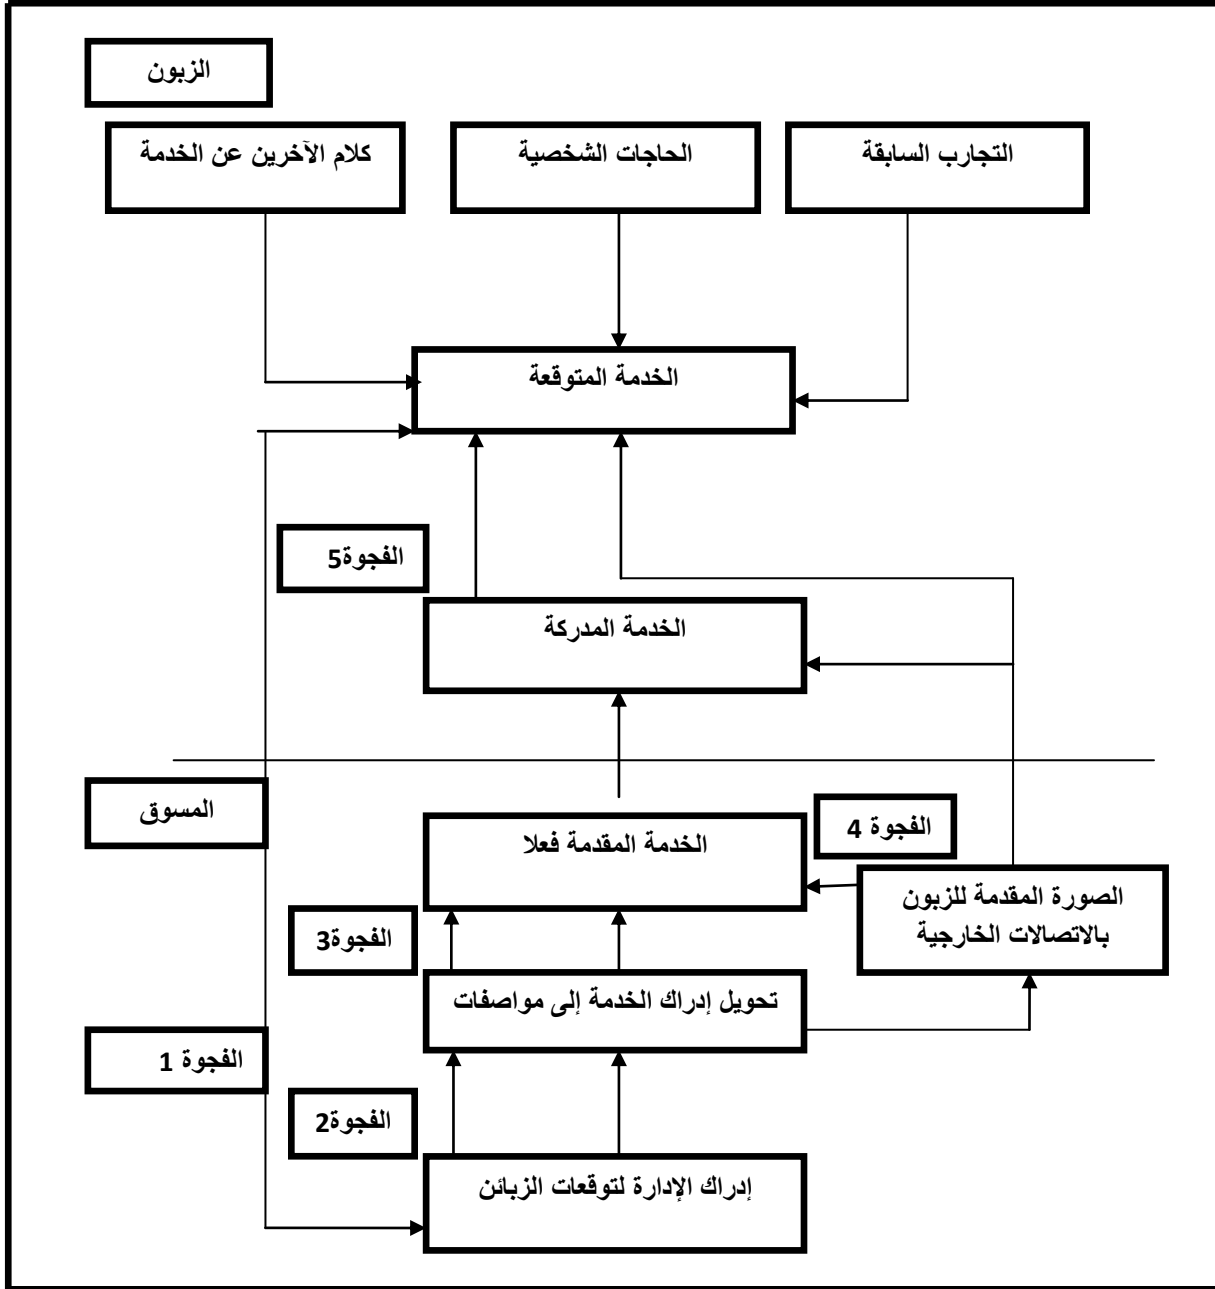 الزبون
التجارب السابقة
الحاجات الشخصية
كلام الآخرين عن الخدمة
الخدمة المتوقعة
الفجوة5
الخدمة المدركة
المسوق
الفجوة 4
الخدمة المقدمة فعلا
الصورة المقدمة للزبون
بالاتصالات الخارجية
الفجوة3
تحويل إدراك الخدمة إلى مواصفات
الفجوة 1
الفجوة2
إدراك الإدارة لتوقعات الزبائن